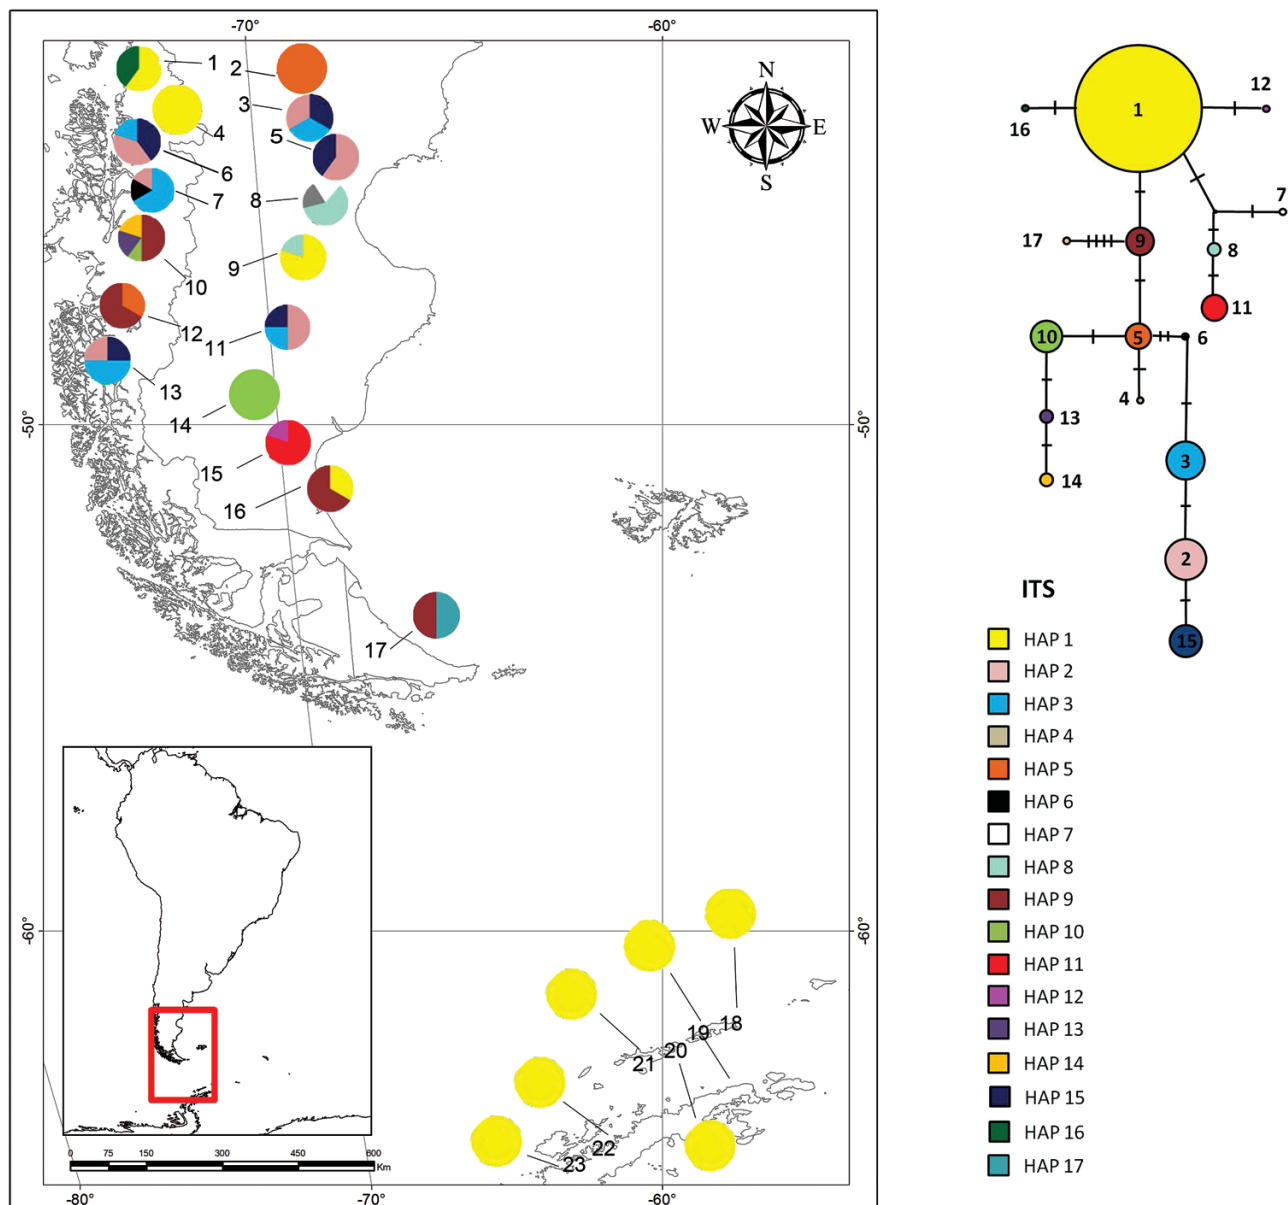 -70°
-60°
N
W
E
S
1
2
3
4
5
6
7
8
9
10
11
12
13
14
15
16
17
-50°
-50°
-60°
-60°
18
19
20
21
22
23
0 75 150 300 450 600
Km
-80°
-70°
-60°
1
12
16
7
17
9
8
11
10
5
6
4
13
3
14
2
15
ITS
HAP 1
HAP 2
HAP 3
HAP 4
HAP 5
HAP 6
HAP 7
HAP 8
HAP 9
HAP 10
HAP 11
HAP 12
HAP 13
HAP 14
HAP 15
HAP 16
HAP 17